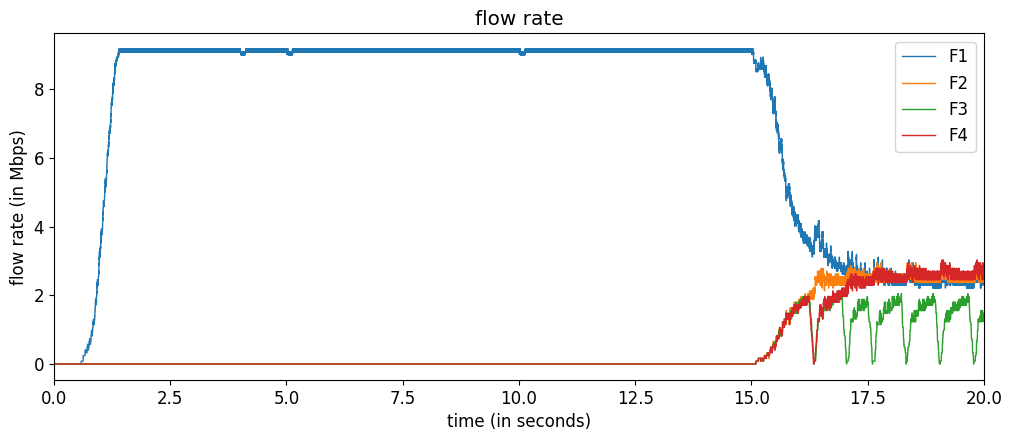 flow rate
flow rate (in Mbps)
8
6
4
2
0
F1
F2
F3
F4
0.0 2.5 5.0 7.5 10.0 12.5 15.0 17.5 20.0
time (in seconds)